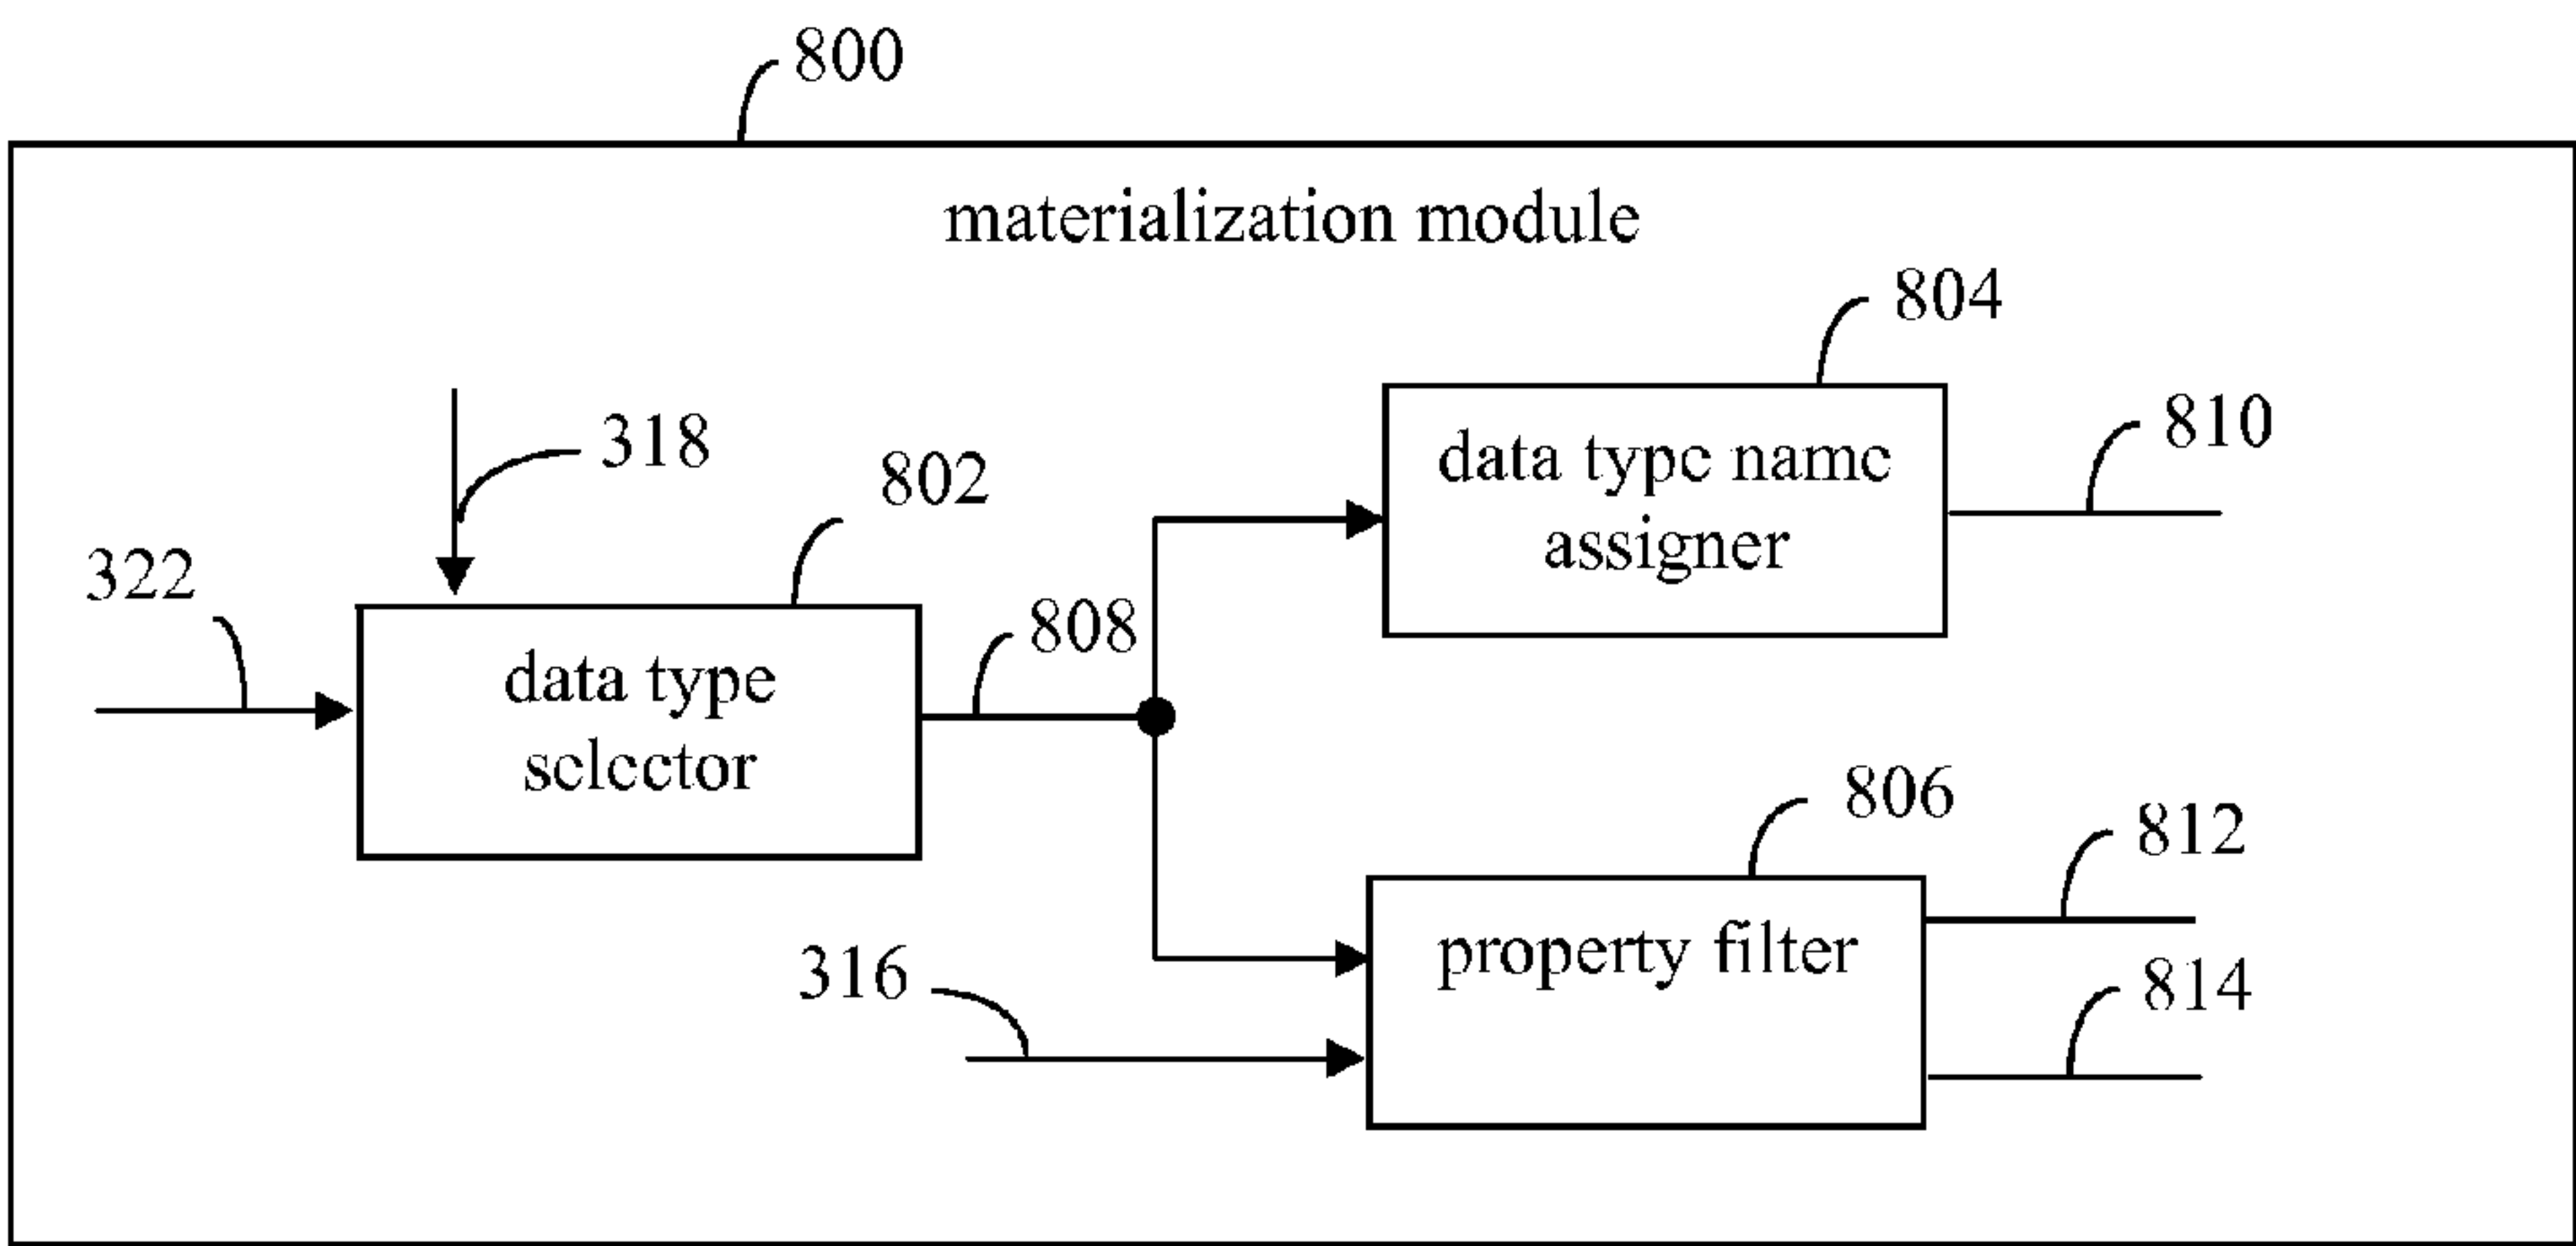 800
materialization module
804
810
318
802
data type name
assigner
322
808
data type
selector
806
812
property filter
316
814